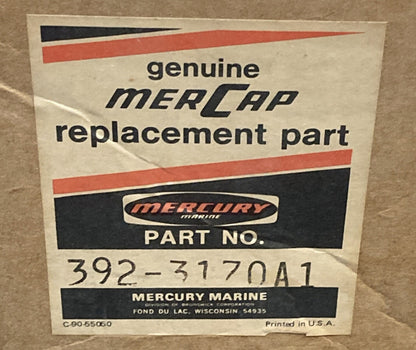 genuine
MERCAP
replacement part
MERCURY
MARINE
PART NO.
392-3170A1
MERCURY MARINE
DIVISION OF BRUNSWICK CORPORATION
FOND DU LAC, WISCONSIN 54935
C-90-55050 Printed in U.S.A.